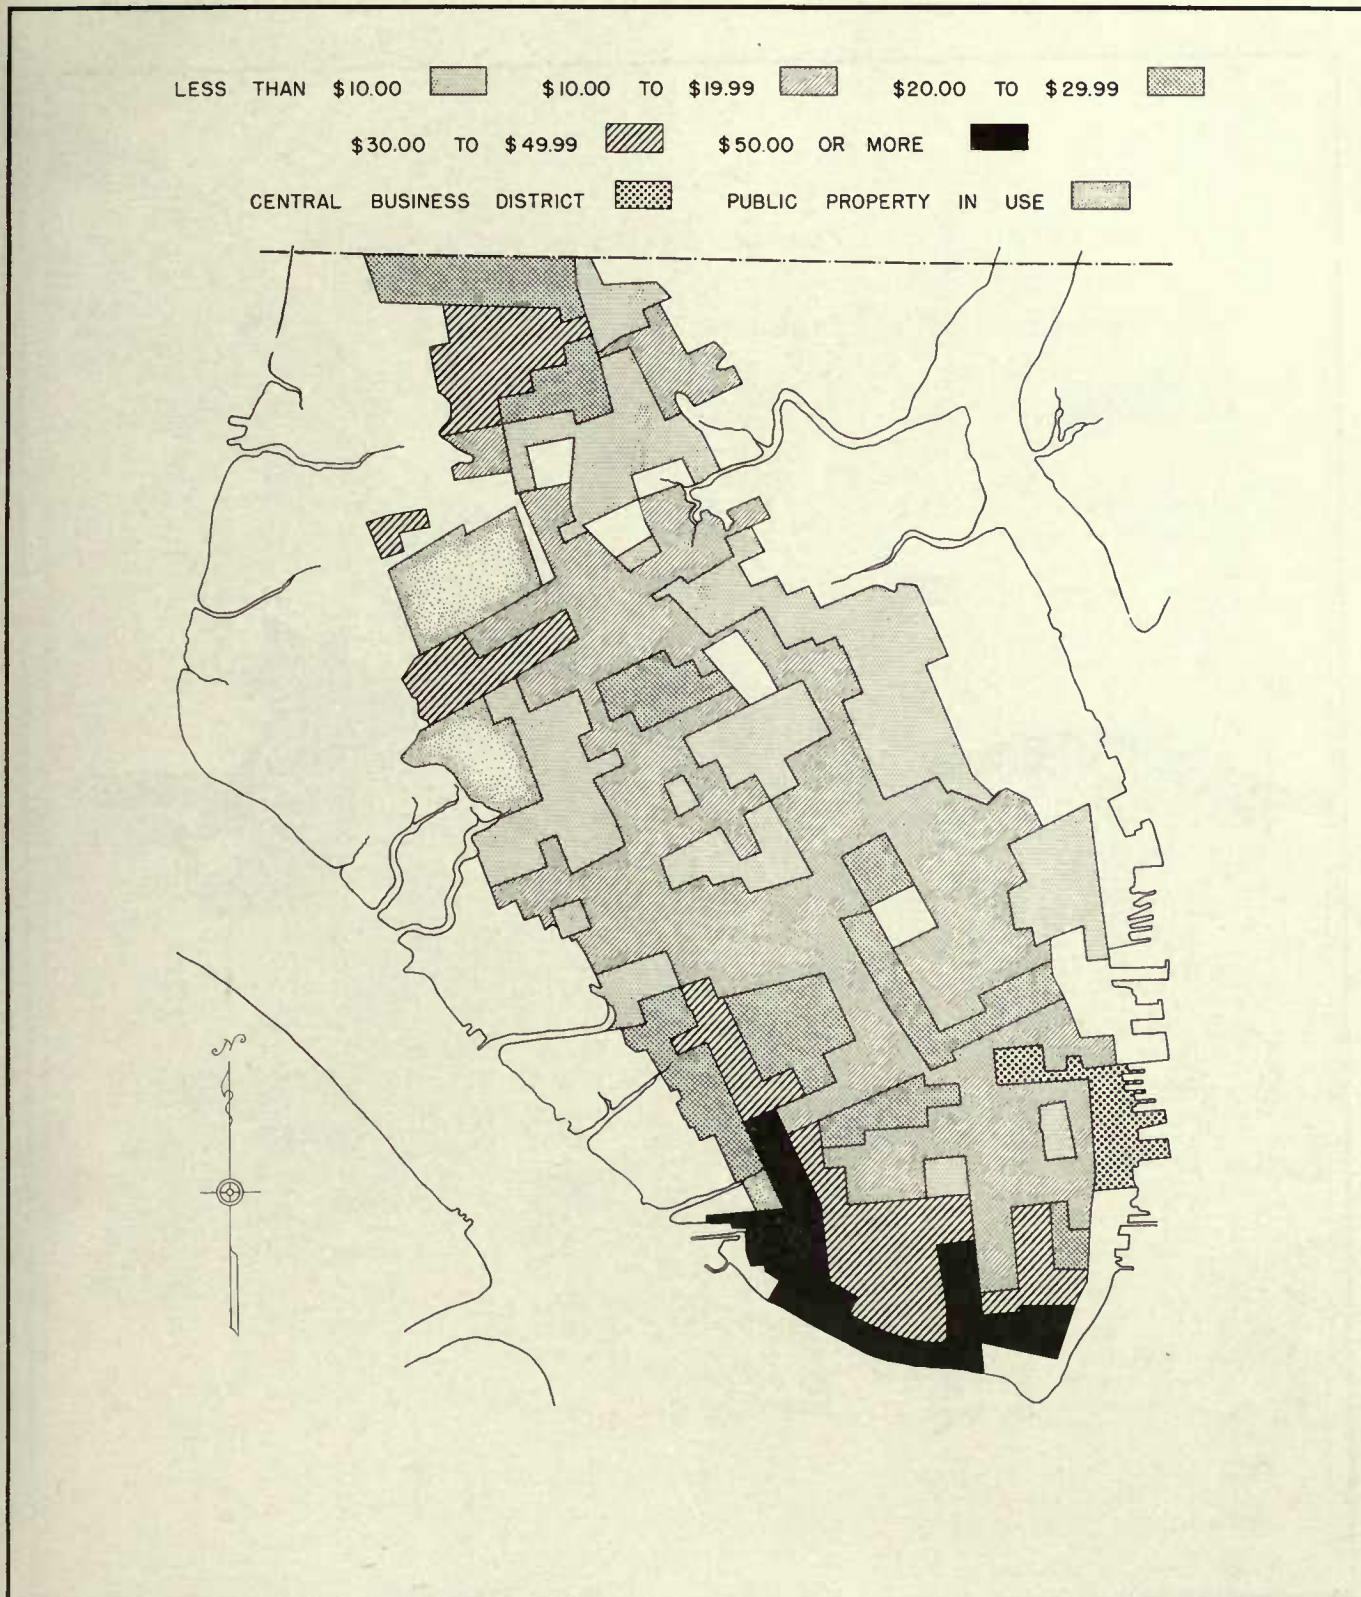 LESS THAN $10.00 $10.00 TO $19.99 $20.00 TO $29.99
$30.00 TO $49.99 $50.00 OR MORE
CENTRAL BUSINESS DISTRICT PUBLIC PROPERTY IN USE
N